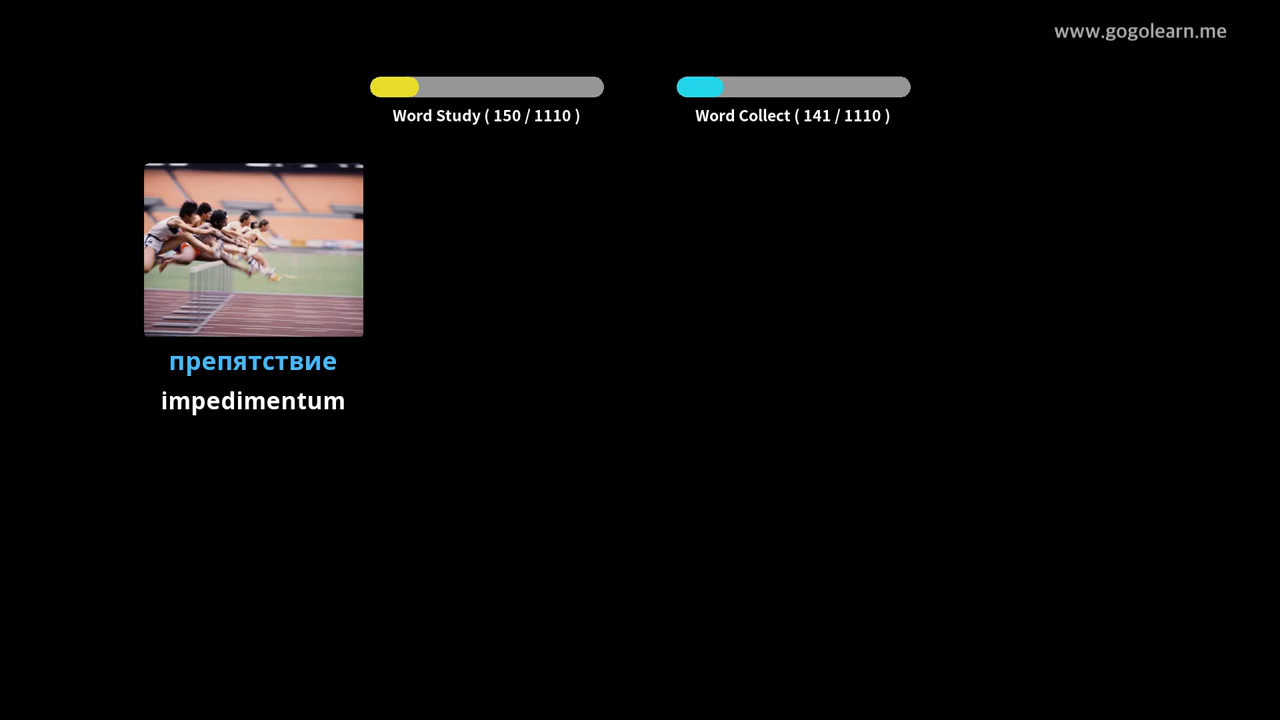 www.gogolearn.me
Word Study ( 150 / 1110 )
Word Collect ( 141 / 1110 )
препятствие
impedimentum